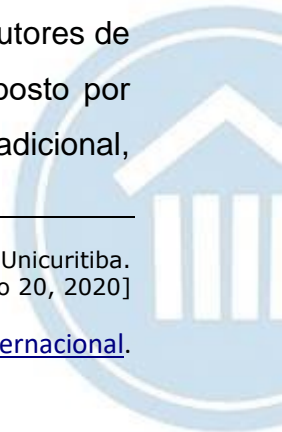 utores de
posto por
adicional,
Unicuritiba.
o 20, 2020]
ernacional.